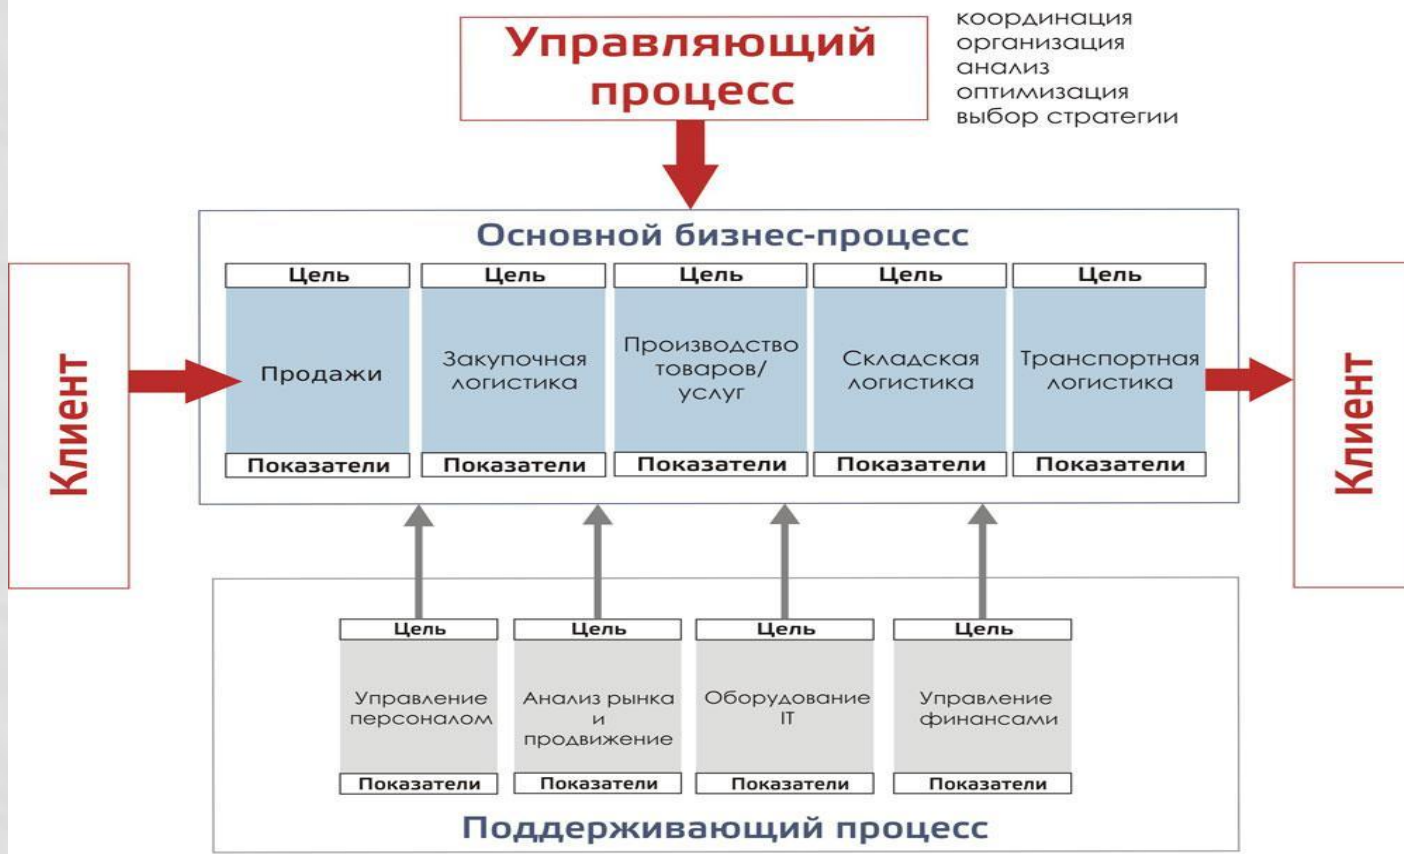 Управляющий
процесс
координация
организация
анализ
оптимизация
выбор стратегии
Основной бизнес-процесс
Клиент
Цель
Продажи
Показатели
Цель
Закупочная
логистика
Показатели
Цель
Производство
товаров/
услуг
Показатели
Цель
Складская
логистика
Показатели
Цель
Транспортная
логистика
Показатели
Клиент
Цель
Управление
персоналом
Показатели
Цель
Анализ рынка
и
продвижение
Показатели
Цель
Оборудование
IT
Показатели
Цель
Управление
финансами
Показатели
Поддерживающий процесс